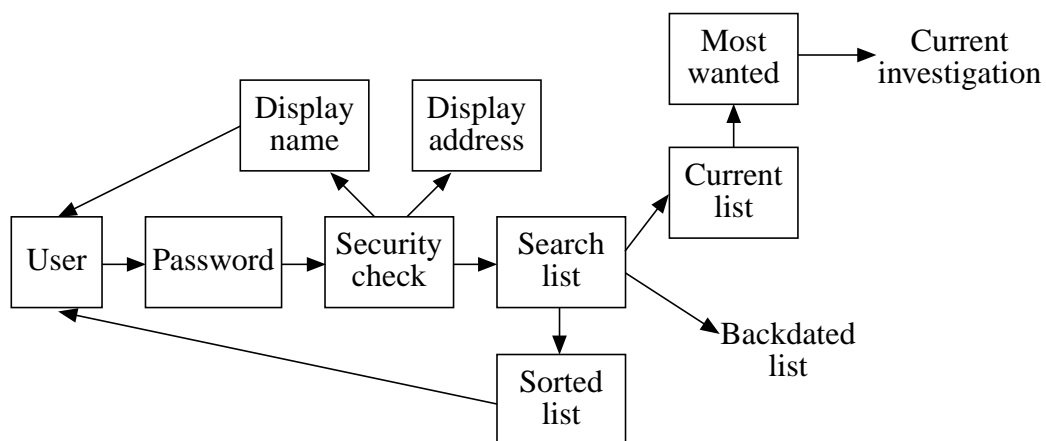 Most
wanted
Current
investigation
Display
name
Display
address
Current
list
User
Password
Security
check
Search
list
Backdated
list
Sorted
list